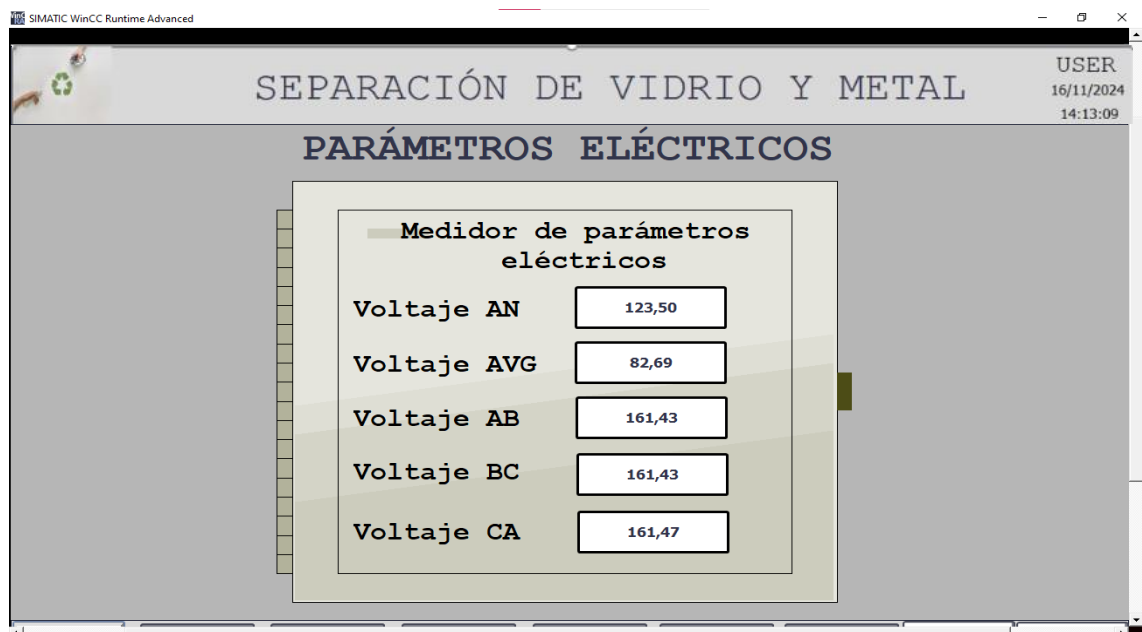 SIMATIC WinCC Runtime Advanced
SEPARACIÓN DE VIDRIO Y METAL
USER
16/11/2024
14:13:09
PARÁMETROS ELÉCTRICOS
Medidor de parámetros
eléctricos
Voltaje AN 123,50
Voltaje AVG 82,69
Voltaje AB 161,43
Voltaje BC 161,43
Voltaje CA 161,47